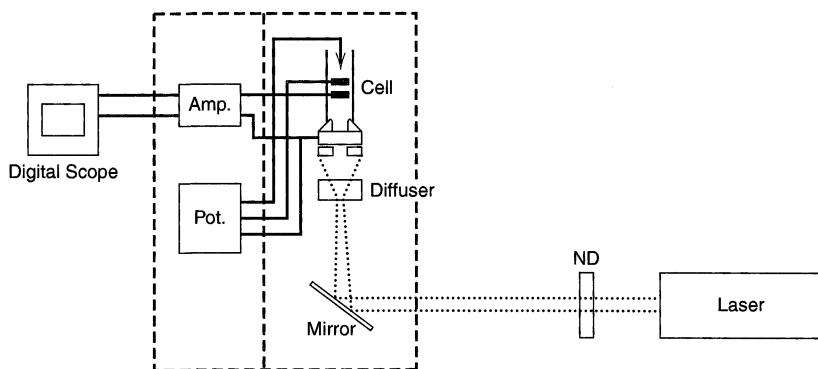 Cell
Amp.
Digital Scope
Diffuser
Pot.
ND
Laser
Mirror